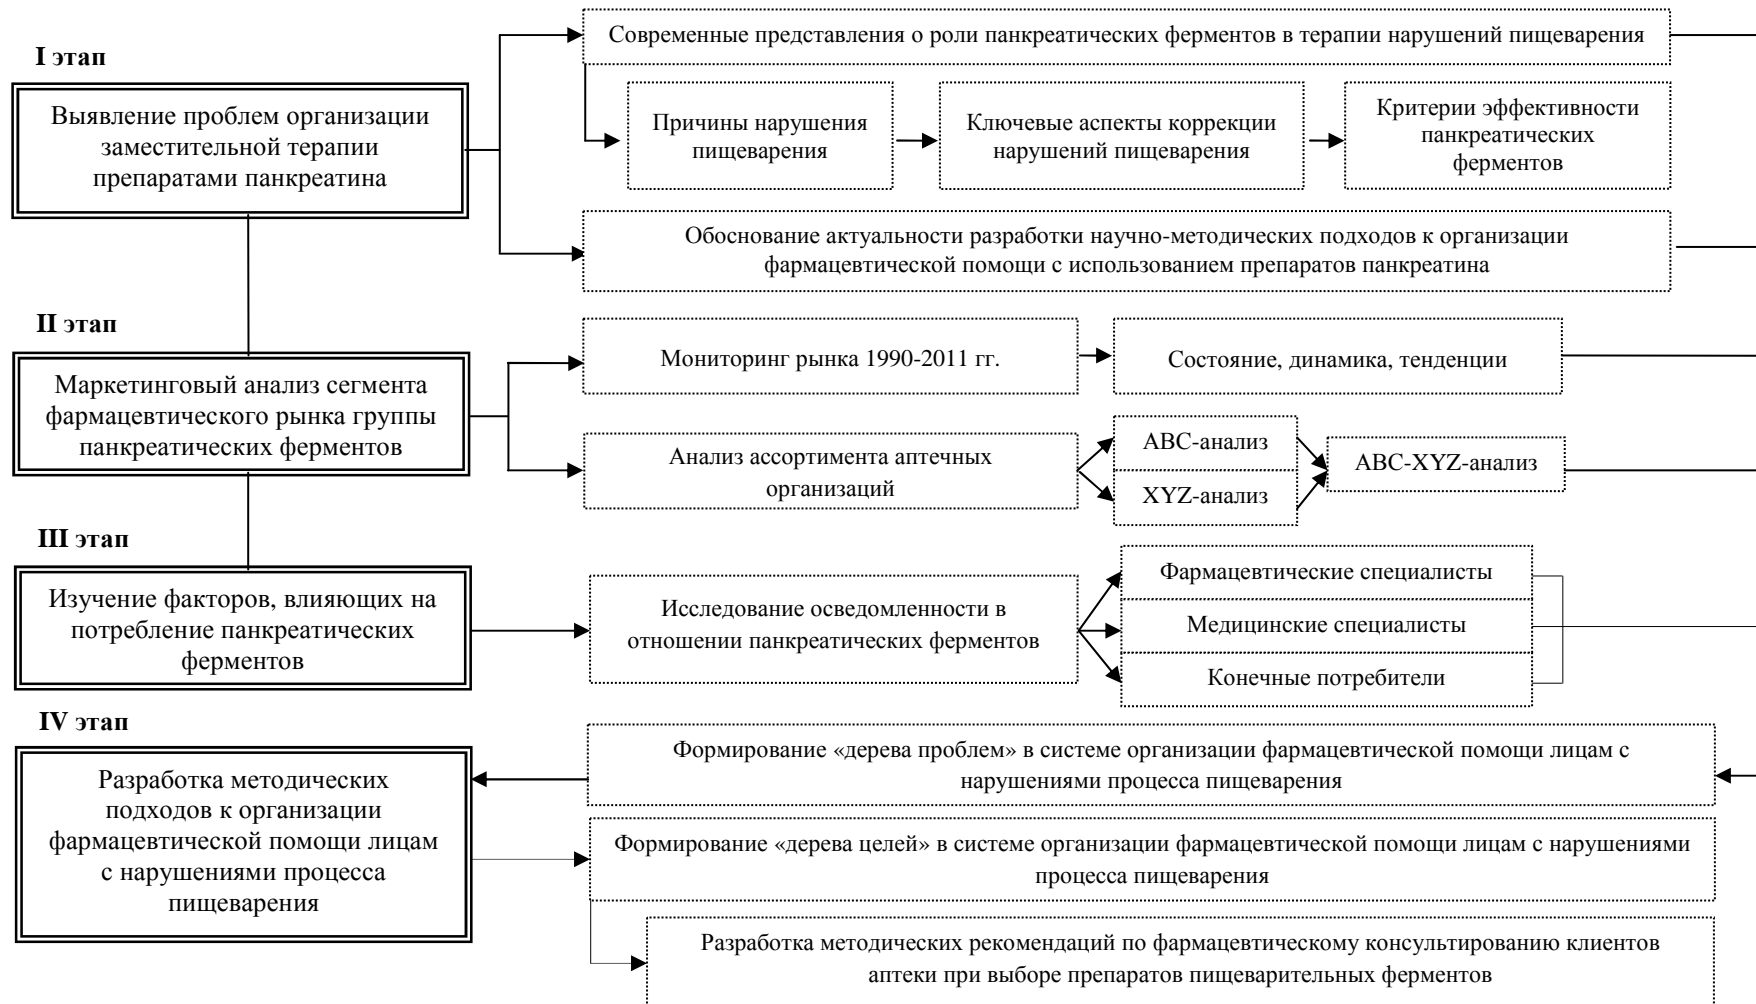 I этап
Выявление проблем организации
заместительной терапии
препаратами панкреатина
Современные представления о роли панкреатических ферментов в терапии нарушений пищеварения
Причины нарушения
пищеварения
Ключевые аспекты коррекции
нарушений пищеварения
Критерии эффективности
панкреатических
ферментов
Обоснование актуальности разработки научно-методических подходов к организации
фармацевтической помощи с использованием препаратов панкреатина
II этап
Маркетинговый анализ сегмента
фармацевтического рынка группы
панкреатических ферментов
Мониторинг рынка 1990-2011 гг.
Состояние, динамика, тенденции
Анализ ассортимента аптечных
организаций
ABC-анализ
XYZ-анализ
ABC-XYZ-анализ
III этап
Изучение факторов, влияющих на
потребление панкреатических
ферментов
Исследование осведомленности в
отношении панкреатических ферментов
Фармацевтические специалисты
Медицинские специалисты
Конечные потребители
IV этап
Разработка методических
подходов к организации
фармацевтической помощи лицам
с нарушениями процесса
пищеварения
Формирование «дерева проблем» в системе организации фармацевтической помощи лицам с
нарушениями процесса пищеварения
Формирование «дерева целей» в системе организации фармацевтической помощи лицам с нарушениями
процесса пищеварения
Разработка методических рекомендаций по фармацевтическому консультированию клиентов
аптеки при выборе препаратов пищеварительных ферментов